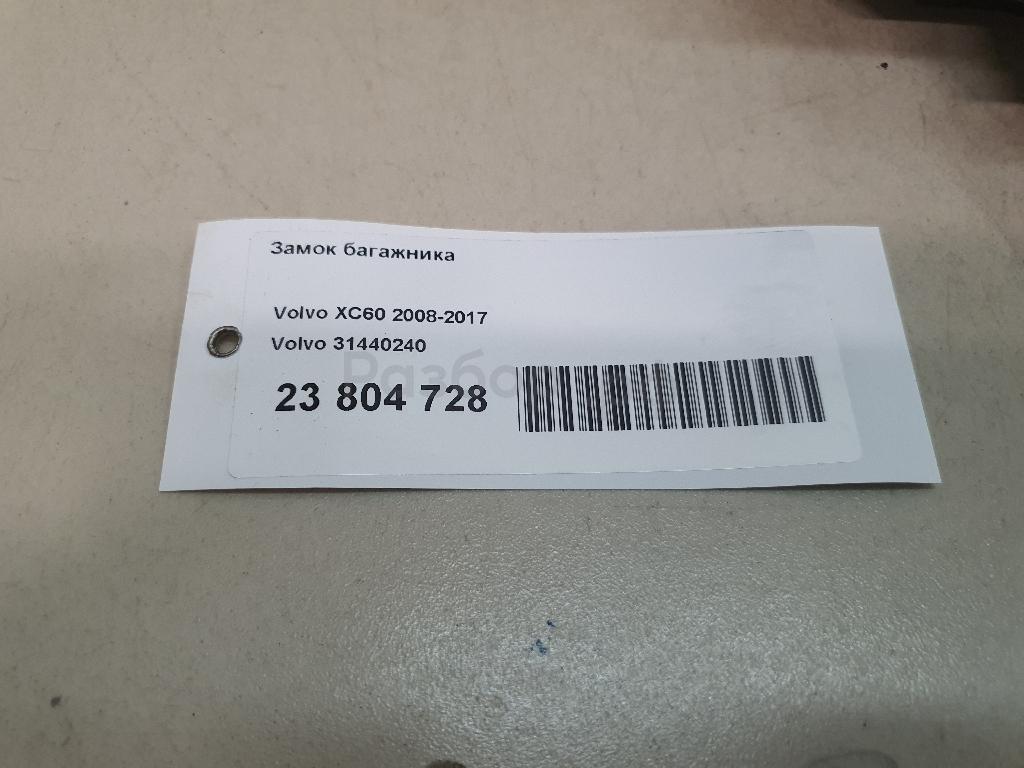 Замок багажника
Volvo XC60 2008-2017
Volvo 31440240
23 804 728